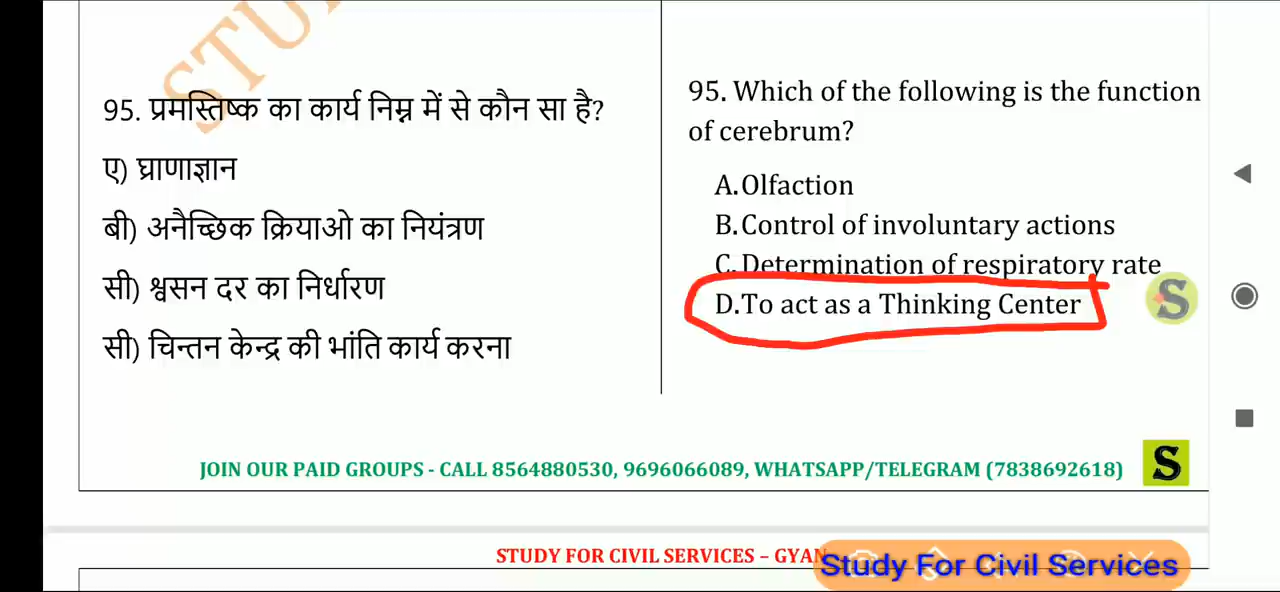 95. प्रमस्तिष्क का कार्य निम्न में से कौन सा है?
ए) घ्राणाज्ञान
बी) अनैच्छिक क्रियाओ का नियंत्रण
सी) श्वसन दर का निर्धारण
सी) चिन्तन केन्द्र की भांति कार्य करना
95. Which of the following is the function
of cerebrum?
A. Olfaction
B. Control of involuntary actions
C. Determination of respiratory rate
D. To act as a Thinking Center
S
JOIN OUR PAID GROUPS - CALL 8564880530, 9696066089, WHATSAPP/TELEGRAM (7838692618)
S
STUDY FOR CIVIL SERVICES – GYAN
Study For Civil Services